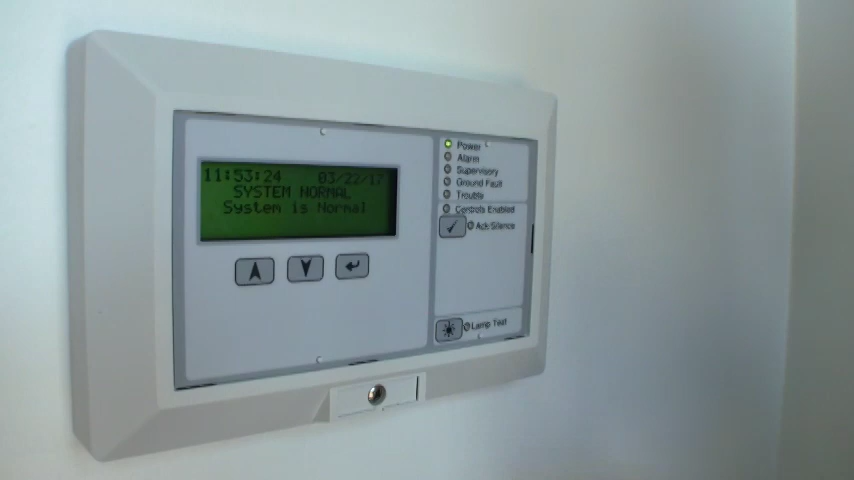 11:53:24 03/22/17
SYSTEM NORMAL
System is Normal
Power
Alarm
Supervisory
Ground Fault
Trouble
Controls Enabled
Ack/Silence
Lamp Test